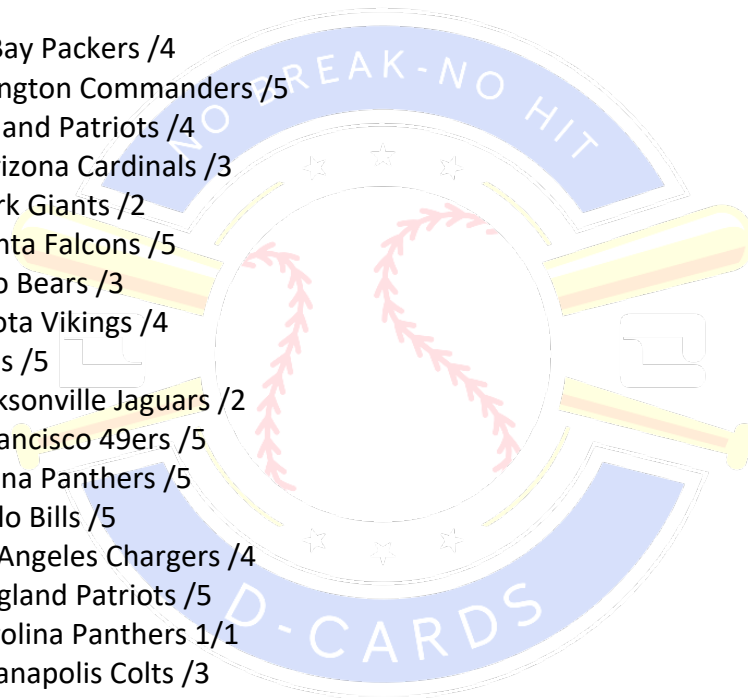 Bay Packers /4
ington Commanders /5
and Patriots /4
rizona Cardinals /3
rk Giants /2
nta Falcons /5
o Bears /3
ota Vikings /4
s /5
ksonville Jaguars /2
ancisco 49ers /5
na Panthers /5
lo Bills /5
Angeles Chargers /4
gland Patriots /5
olina Panthers 1/1
anapolis Colts /3
NO BREAK-NO HIT
D-CARDS